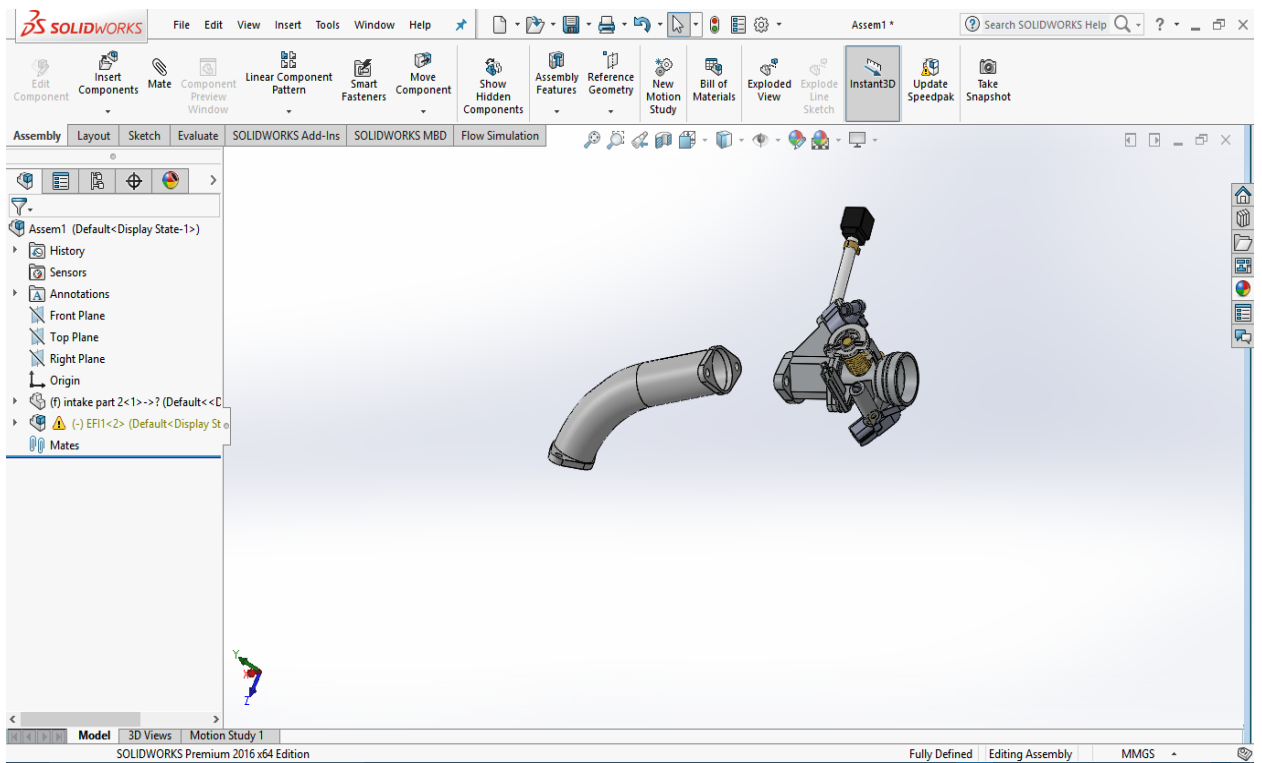 SOLIDWORKS File Edit View Insert Tools Window Help Assem1 * Search SOLIDWORKS Help ?
Edit Component
Insert Components
Mate
Component Preview Window
Linear Component Pattern
Smart Fasteners
Move Component
Show Hidden Components
Assembly Features
Reference Geometry
New Motion Study
Bill of Materials
Exploded View
Explode Line Sketch
Instant3D
Update Speedpak
Take Snapshot
Assembly Layout Sketch Evaluate SOLIDWORKS Add-Ins SOLIDWORKS MBD Flow Simulation
Assem1 (Default<Display State-1>)
History
Sensors
A Annotations
Front Plane
Top Plane
Right Plane
Origin
(f) intake part 2<1>->? (Default<<D
(-) EFI1<2> (Default<Display St
Mates
Y
X
Z
Model 3D Views Motion Study 1
SOLIDWORKS Premium 2016 x64 Edition Fully Defined Editing Assembly MMGS